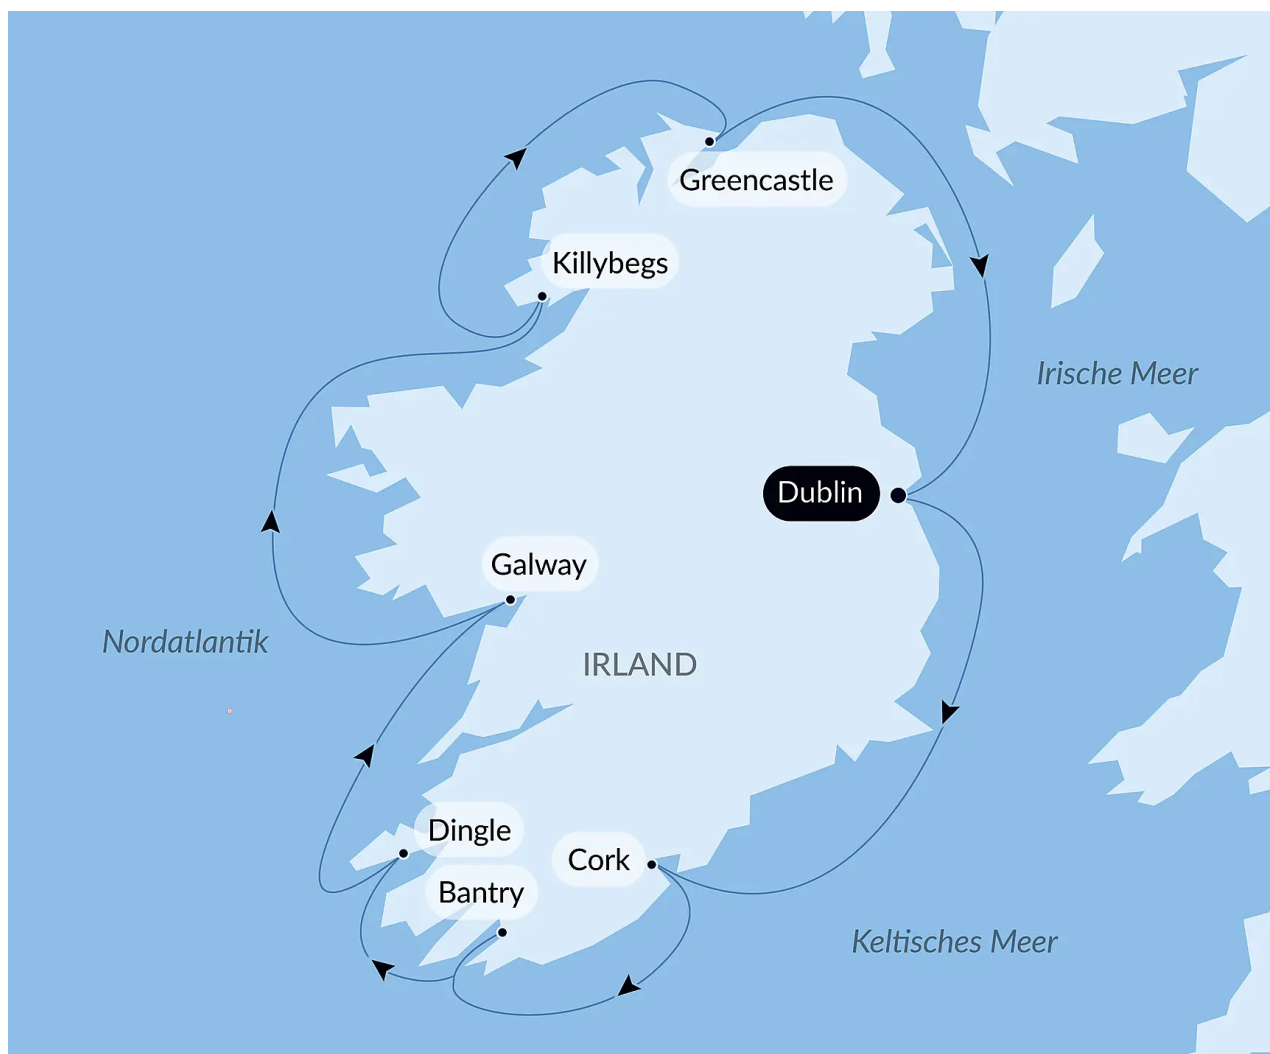 Greencastle
Killybegs
Irische Meer
Dublin
Galway
Nordatlantik
IRLAND
Dingle
Cork
Bantry
Keltisches Meer